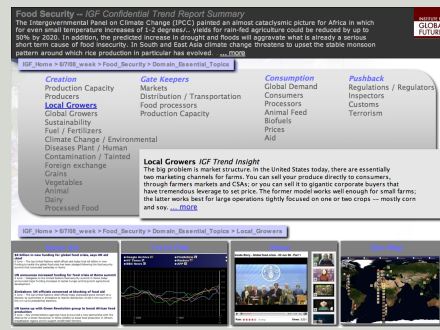 Food Security -- IGF Confidential Trend Report Summary
The Intergovernmental Panel on Climate Change (IPCC) painted an almost cataclysmic picture for Africa in which
for even small temperature increases of 1-2 degrees/.. yields for rain-fed agriculture could be reduced by up to
50% by 2020. In addition, the predicted increase in drought and floods will aggravate what is already a serious
short term cause of food insecurity. In South and East Asia climate change threatens to upset the stable monsoon
pattern around which rice production in particular has evolved. ... more
INSTITUTE
GLOBAL
FUTURES
IGF_Home > 6/7/08_week > Food_Security > Domain_Essential_Topics
Creation
Production Capacity
Producers
Local Growers
Global Growers
Sustainability
Fuel / Fertilizers
Climate Change / Environmental
Diseases Plant / Human
Contamination / Tainted
Foreign exchange
Grains
Vegetables
Animal
Dairy
Processed Food
Gate Keepers
Markets
Distribution / Transportation
Food processors
Production Capacity
Consumption
Global Demand
Consumers
Processors
Animal Feed
Biofuels
Prices
Aid
Pushback
Regulations / Regulators
Inspectors
Customs
Terrorism
Local Growers IGF Trend Insight
The big problem is market structure. In the United States today, there are essentially
two marketing channels for farms. You can sell your produce directly to consumers,
through farmers markets and CSAs; or you can sell it to gigantic corporate buyers that
have tremendous leverage to set price. The former model works well enough for small farms;
the latter works best for large operations tightly focused on one or two crops -- mostly corn
and soy. ... more
IGF_Home > 6/7/08_week > Food_Security > Domain_Essential_Topics > Local_Growers